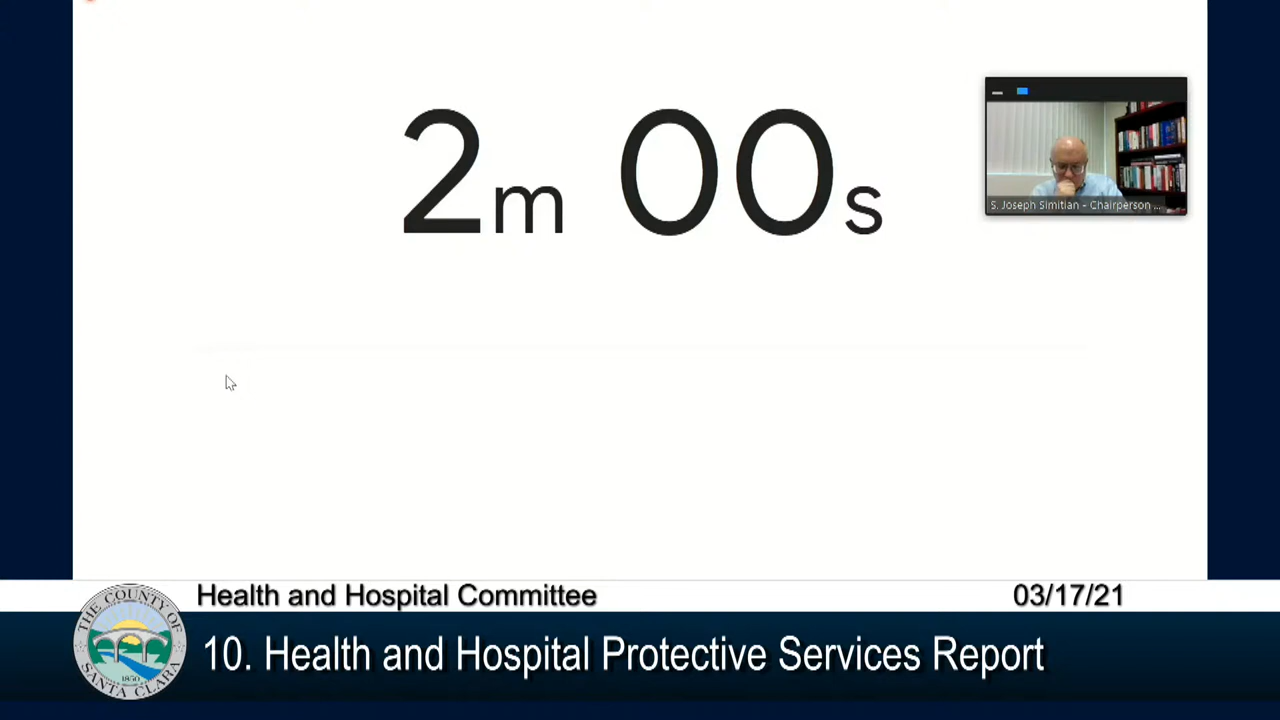 2m 00s
S. Joseph Simitian - Chairperson ...
Health and Hospital Committee
03/17/21
THE COUNTY OF
SANTA CLARA
1850
10. Health and Hospital Protective Services Report